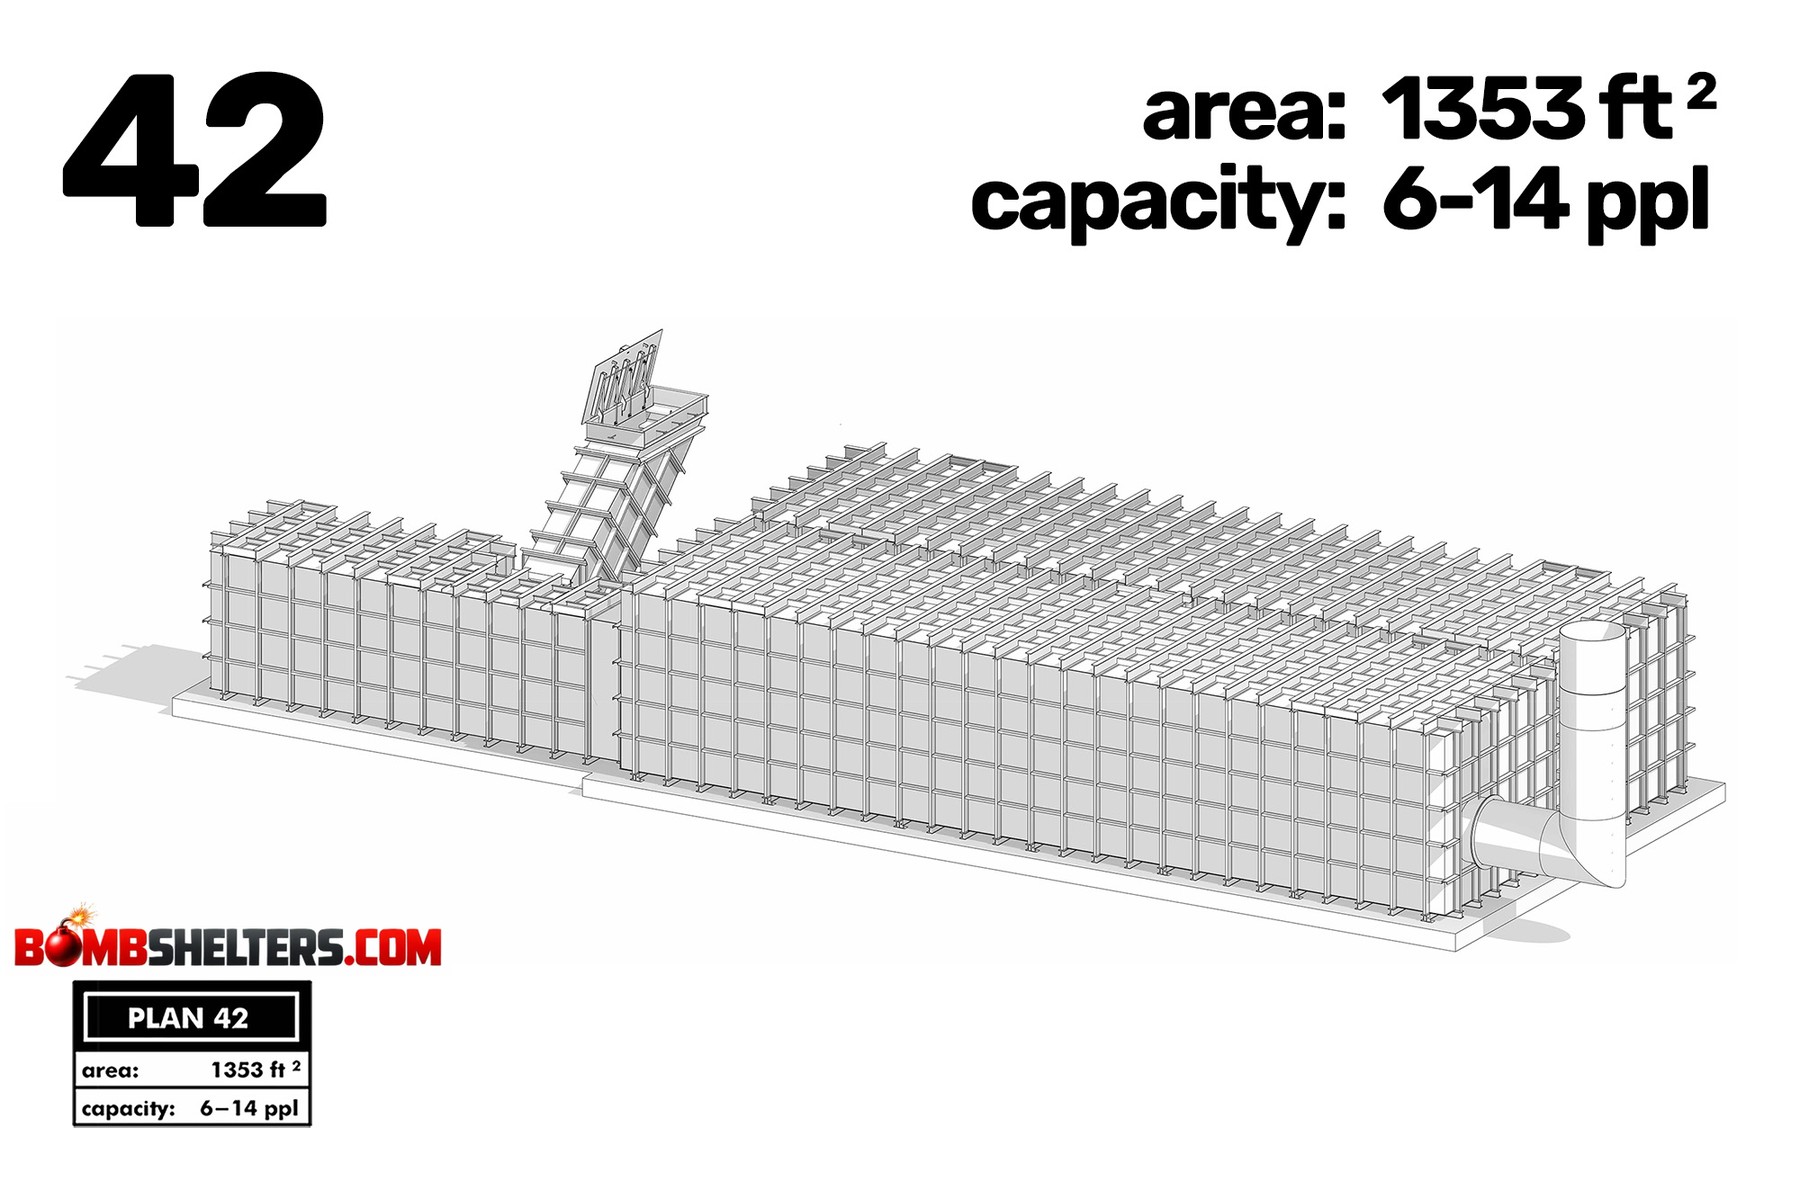 42
area: 1353 ft ²
capacity: 6-14 ppl
BOMBSHELTERS.COM
PLAN 42
area: 1353 ft ²
capacity: 6–14 ppl